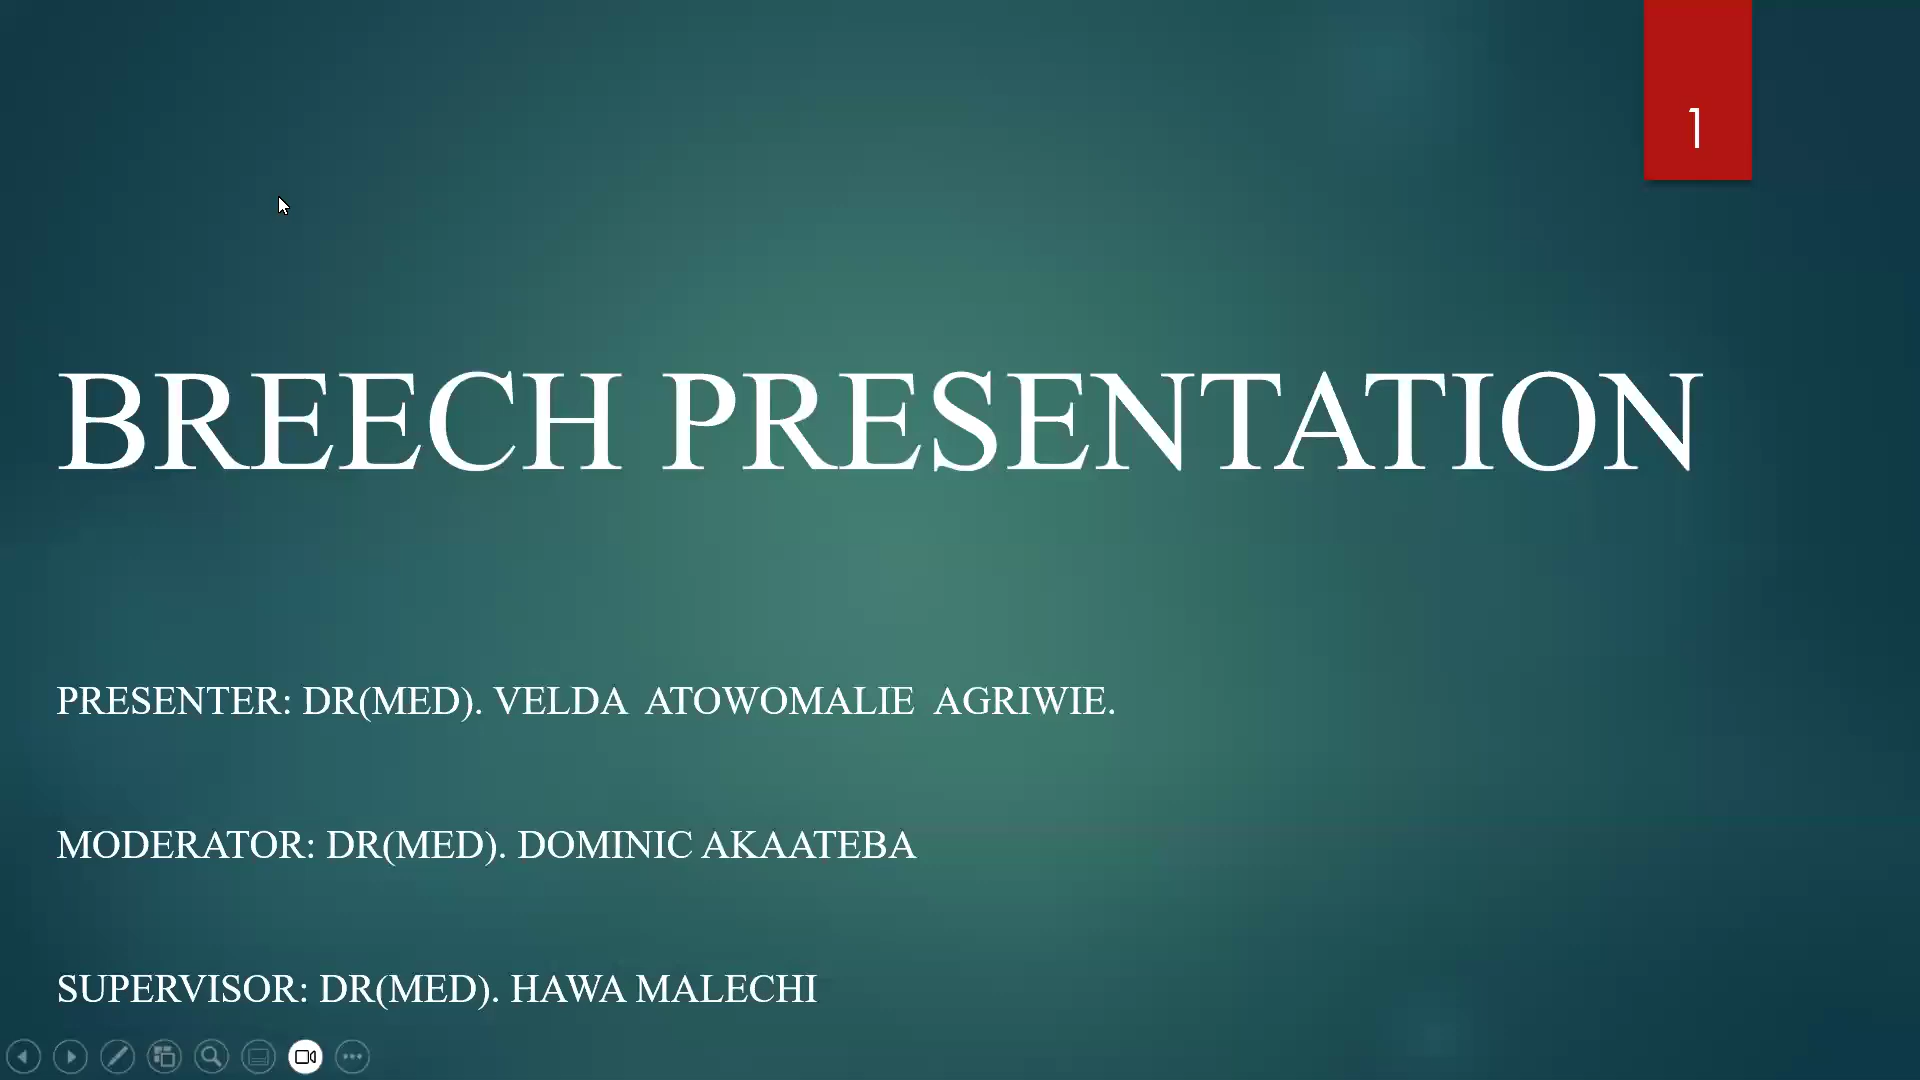 1
BREECH PRESENTATION
PRESENTER: DR(MED). VELDA ATOWOMALIE AGRIWIE.
MODERATOR: DR(MED). DOMINIC AKAATEBA
SUPERVISOR: DR(MED). HAWA MALECHI